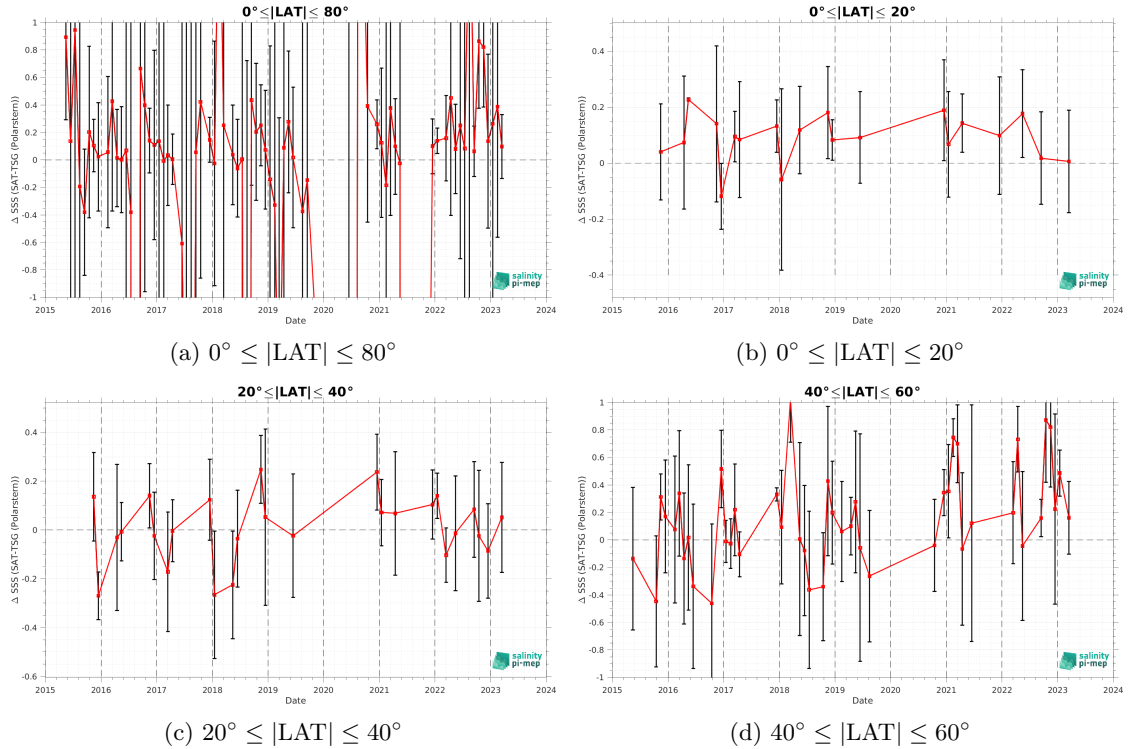 0°≤|LAT|≤ 80°
Δ SSS (SAT-TSG (Polarstern))
1
0.8
0.6
0.4
0.2
0
-0.2
-0.4
-0.6
-0.8
-1
2015 2016 2017 2018 2019 2020 2021 2022 2023 2024
Date
salinity
pi-mep
(a) 0° ≤ |LAT| ≤ 80°
0°≤|LAT|≤ 20°
Δ SSS (SAT-TSG (Polarstern))
0.4
0.2
0
-0.2
-0.4
2015 2016 2017 2018 2019 2020 2021 2022 2023 2024
Date
salinity
pi-mep
(b) 0° ≤ |LAT| ≤ 20°
20°≤|LAT|≤ 40°
Δ SSS (SAT-TSG (Polarstern))
0.4
0.2
0
-0.2
-0.4
-0.6
2015 2016 2017 2018 2019 2020 2021 2022 2023 2024
Date
salinity
pi-mep
(c) 20° ≤ |LAT| ≤ 40°
40°≤|LAT|≤ 60°
Δ SSS (SAT-TSG (Polarstern))
1
0.8
0.6
0.4
0.2
0
-0.2
-0.4
-0.6
-0.8
-1
2015 2016 2017 2018 2019 2020 2021 2022 2023 2024
Date
salinity
pi-mep
(d) 40° ≤ |LAT| ≤ 60°